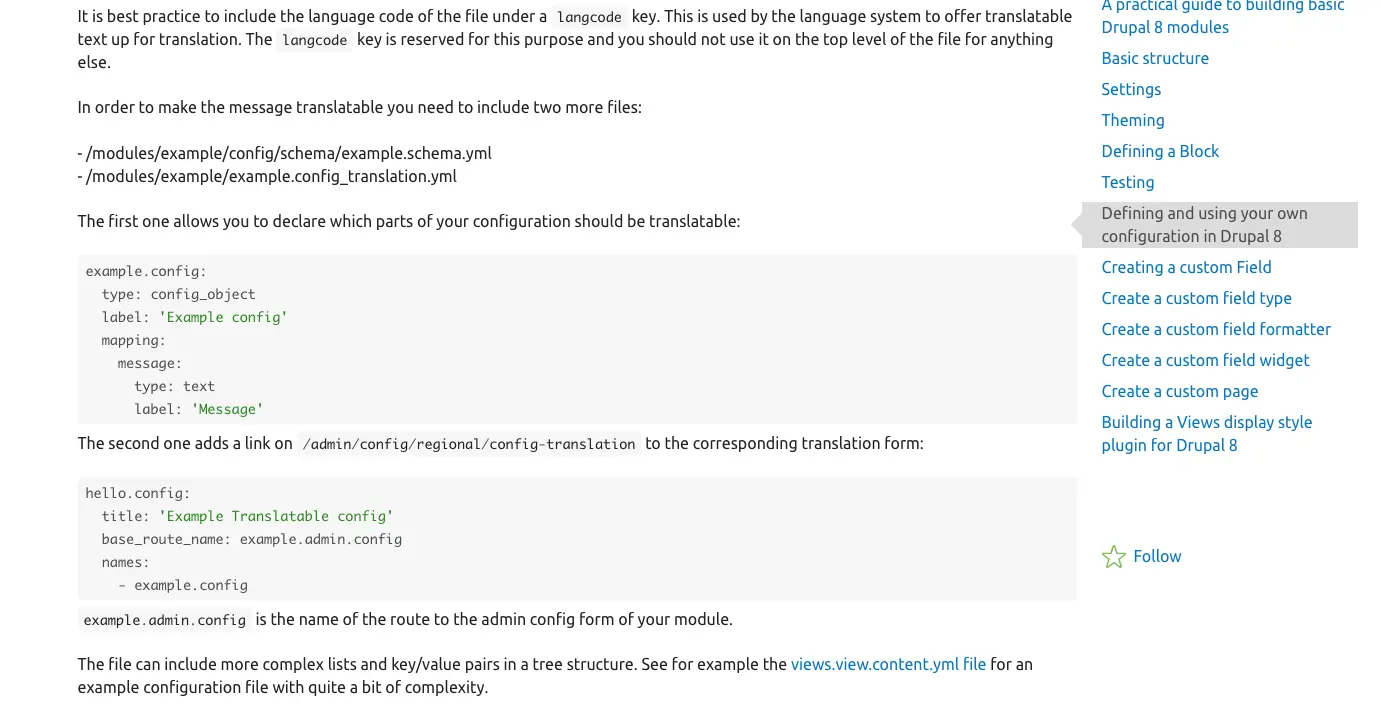 It is best practice to include the language code of the file under a langcode key. This is used by the language system to offer translatable
text up for translation. The langcode key is reserved for this purpose and you should not use it on the top level of the file for anything
else.
In order to make the message translatable you need to include two more files:
- /modules/example/config/schema/example.schema.yml
- /modules/example/example.config_translation.yml
The first one allows you to declare which parts of your configuration should be translatable:
example.config:
  type: config_object
  label: 'Example config'
  mapping:
    message:
      type: text
      label: 'Message'
The second one adds a link on /admin/config/regional/config-translation to the corresponding translation form:
hello.config:
  title: 'Example Translatable config'
  base_route_name: example.admin.config
  names:
    - example.config
example.admin.config is the name of the route to the admin config form of your module.
The file can include more complex lists and key/value pairs in a tree structure. See for example the views.view.content.yml file for an
example configuration file with quite a bit of complexity.
A practical guide to building basic
Drupal 8 modules
Basic structure
Settings
Theming
Defining a Block
Testing
Defining and using your own
configuration in Drupal 8
Creating a custom Field
Create a custom field type
Create a custom field formatter
Create a custom field widget
Create a custom page
Building a Views display style
plugin for Drupal 8
Follow